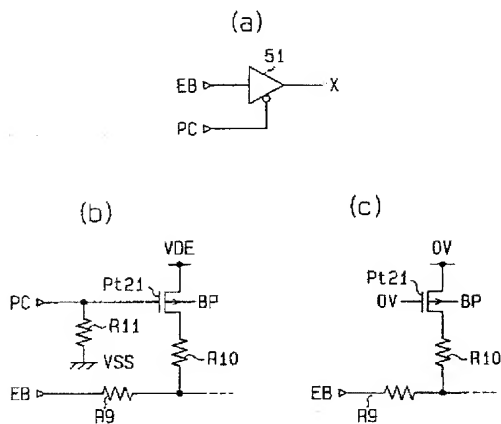 (a)
51
EB
X
PC
(b)
VDE
Pt21
PC
BP
R11
R10
VSS
EB
R9
(c)
0V
Pt21
0V
BP
R10
EB
R9